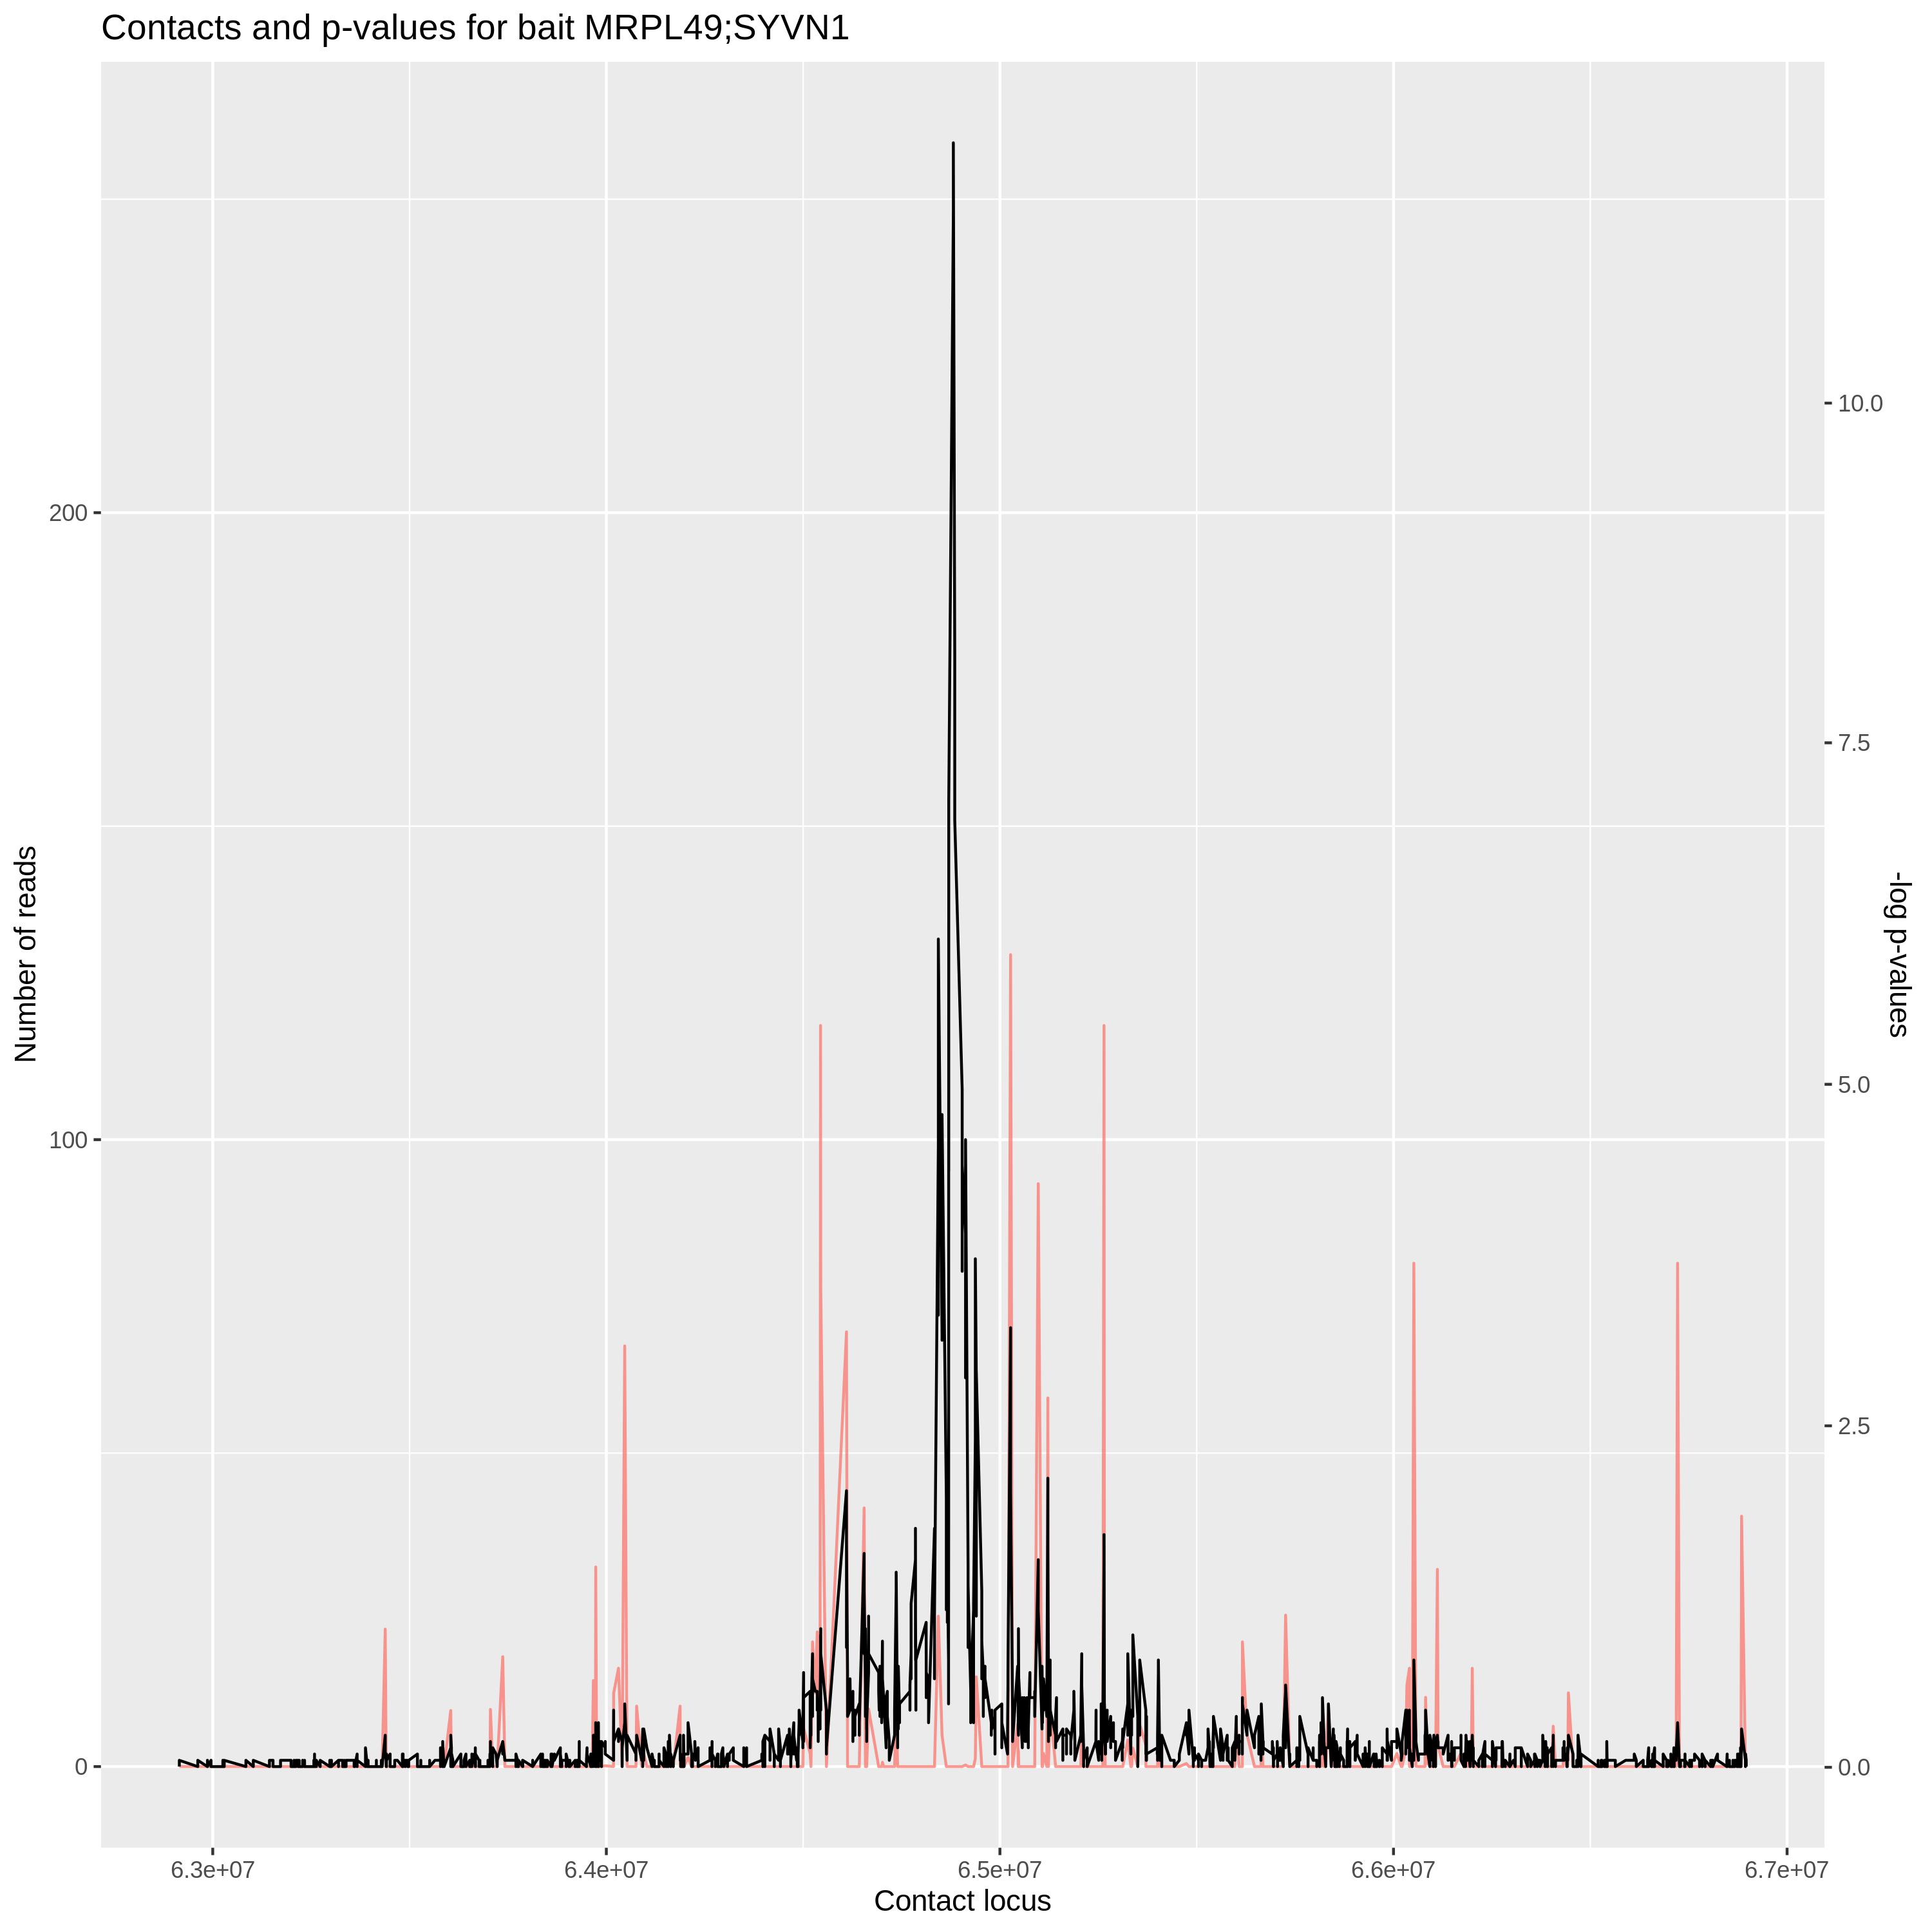 Contacts and p-values for bait MRPL49;SYVN1
Number of reads
200
100
0
10.0
7.5
5.0
2.5
0.0
-log p-values
6.3e+07 6.4e+07 6.5e+07 6.6e+07 6.7e+07
Contact locus